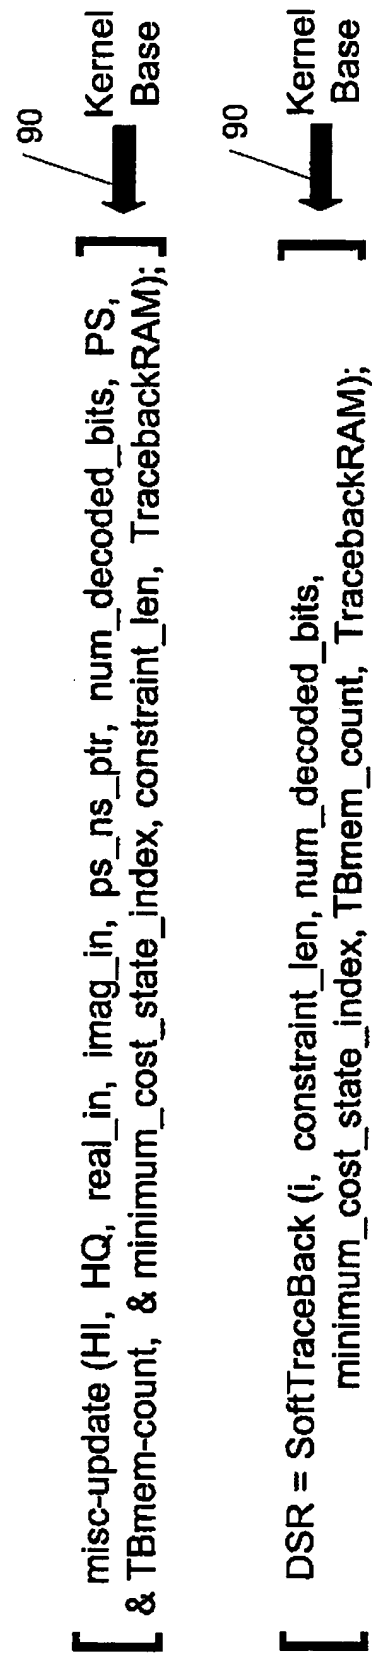 90
[ misc-update (HI, HQ, real_in, imag_in, ps_ns_ptr, num_decoded_bits, PS, ] Kernel
& TBmem-count, & minimum_cost_state_index, constraint_len, TracebackRAM); Base
90
[ DSR = SoftTraceBack (i, constraint_len, num_decoded_bits, ] Kernel
minimum_cost_state_index, TBmem_count, TracebackRAM); Base